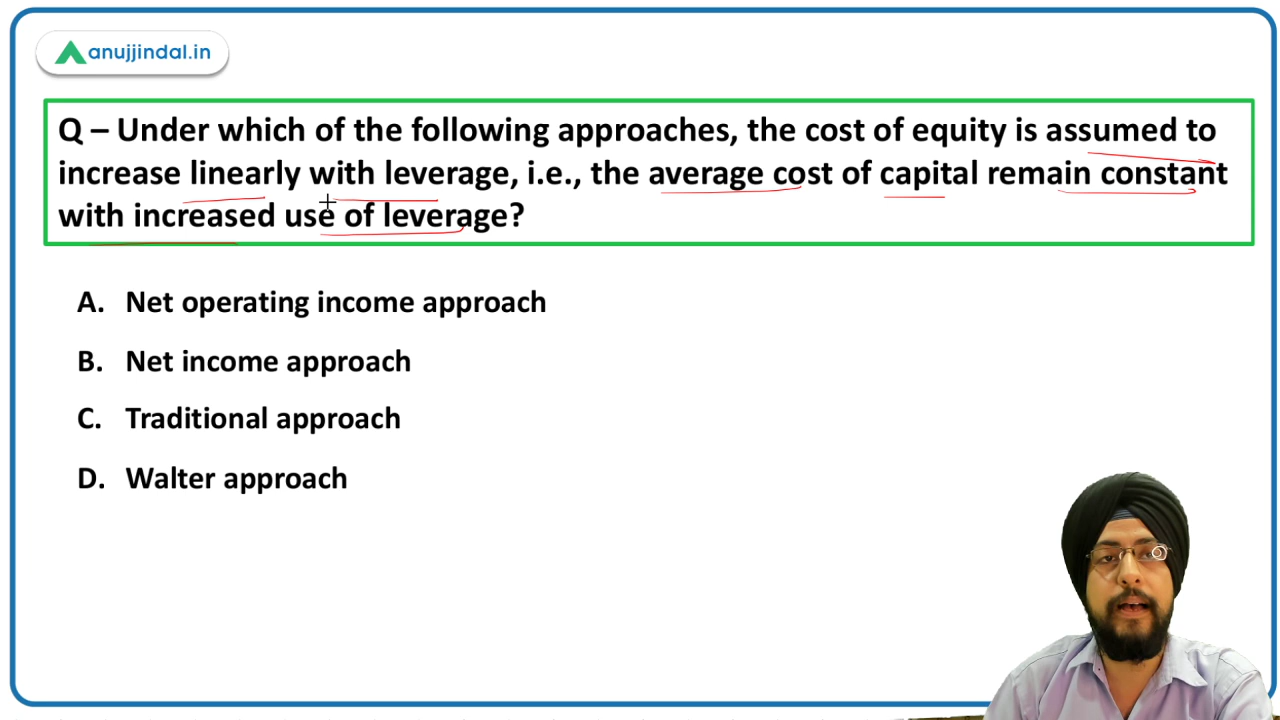 anujjindal.in
Q – Under which of the following approaches, the cost of equity is assumed to
increase linearly with leverage, i.e., the average cost of capital remain constant
with increased use of leverage?
A. Net operating income approach
B. Net income approach
C. Traditional approach
D. Walter approach